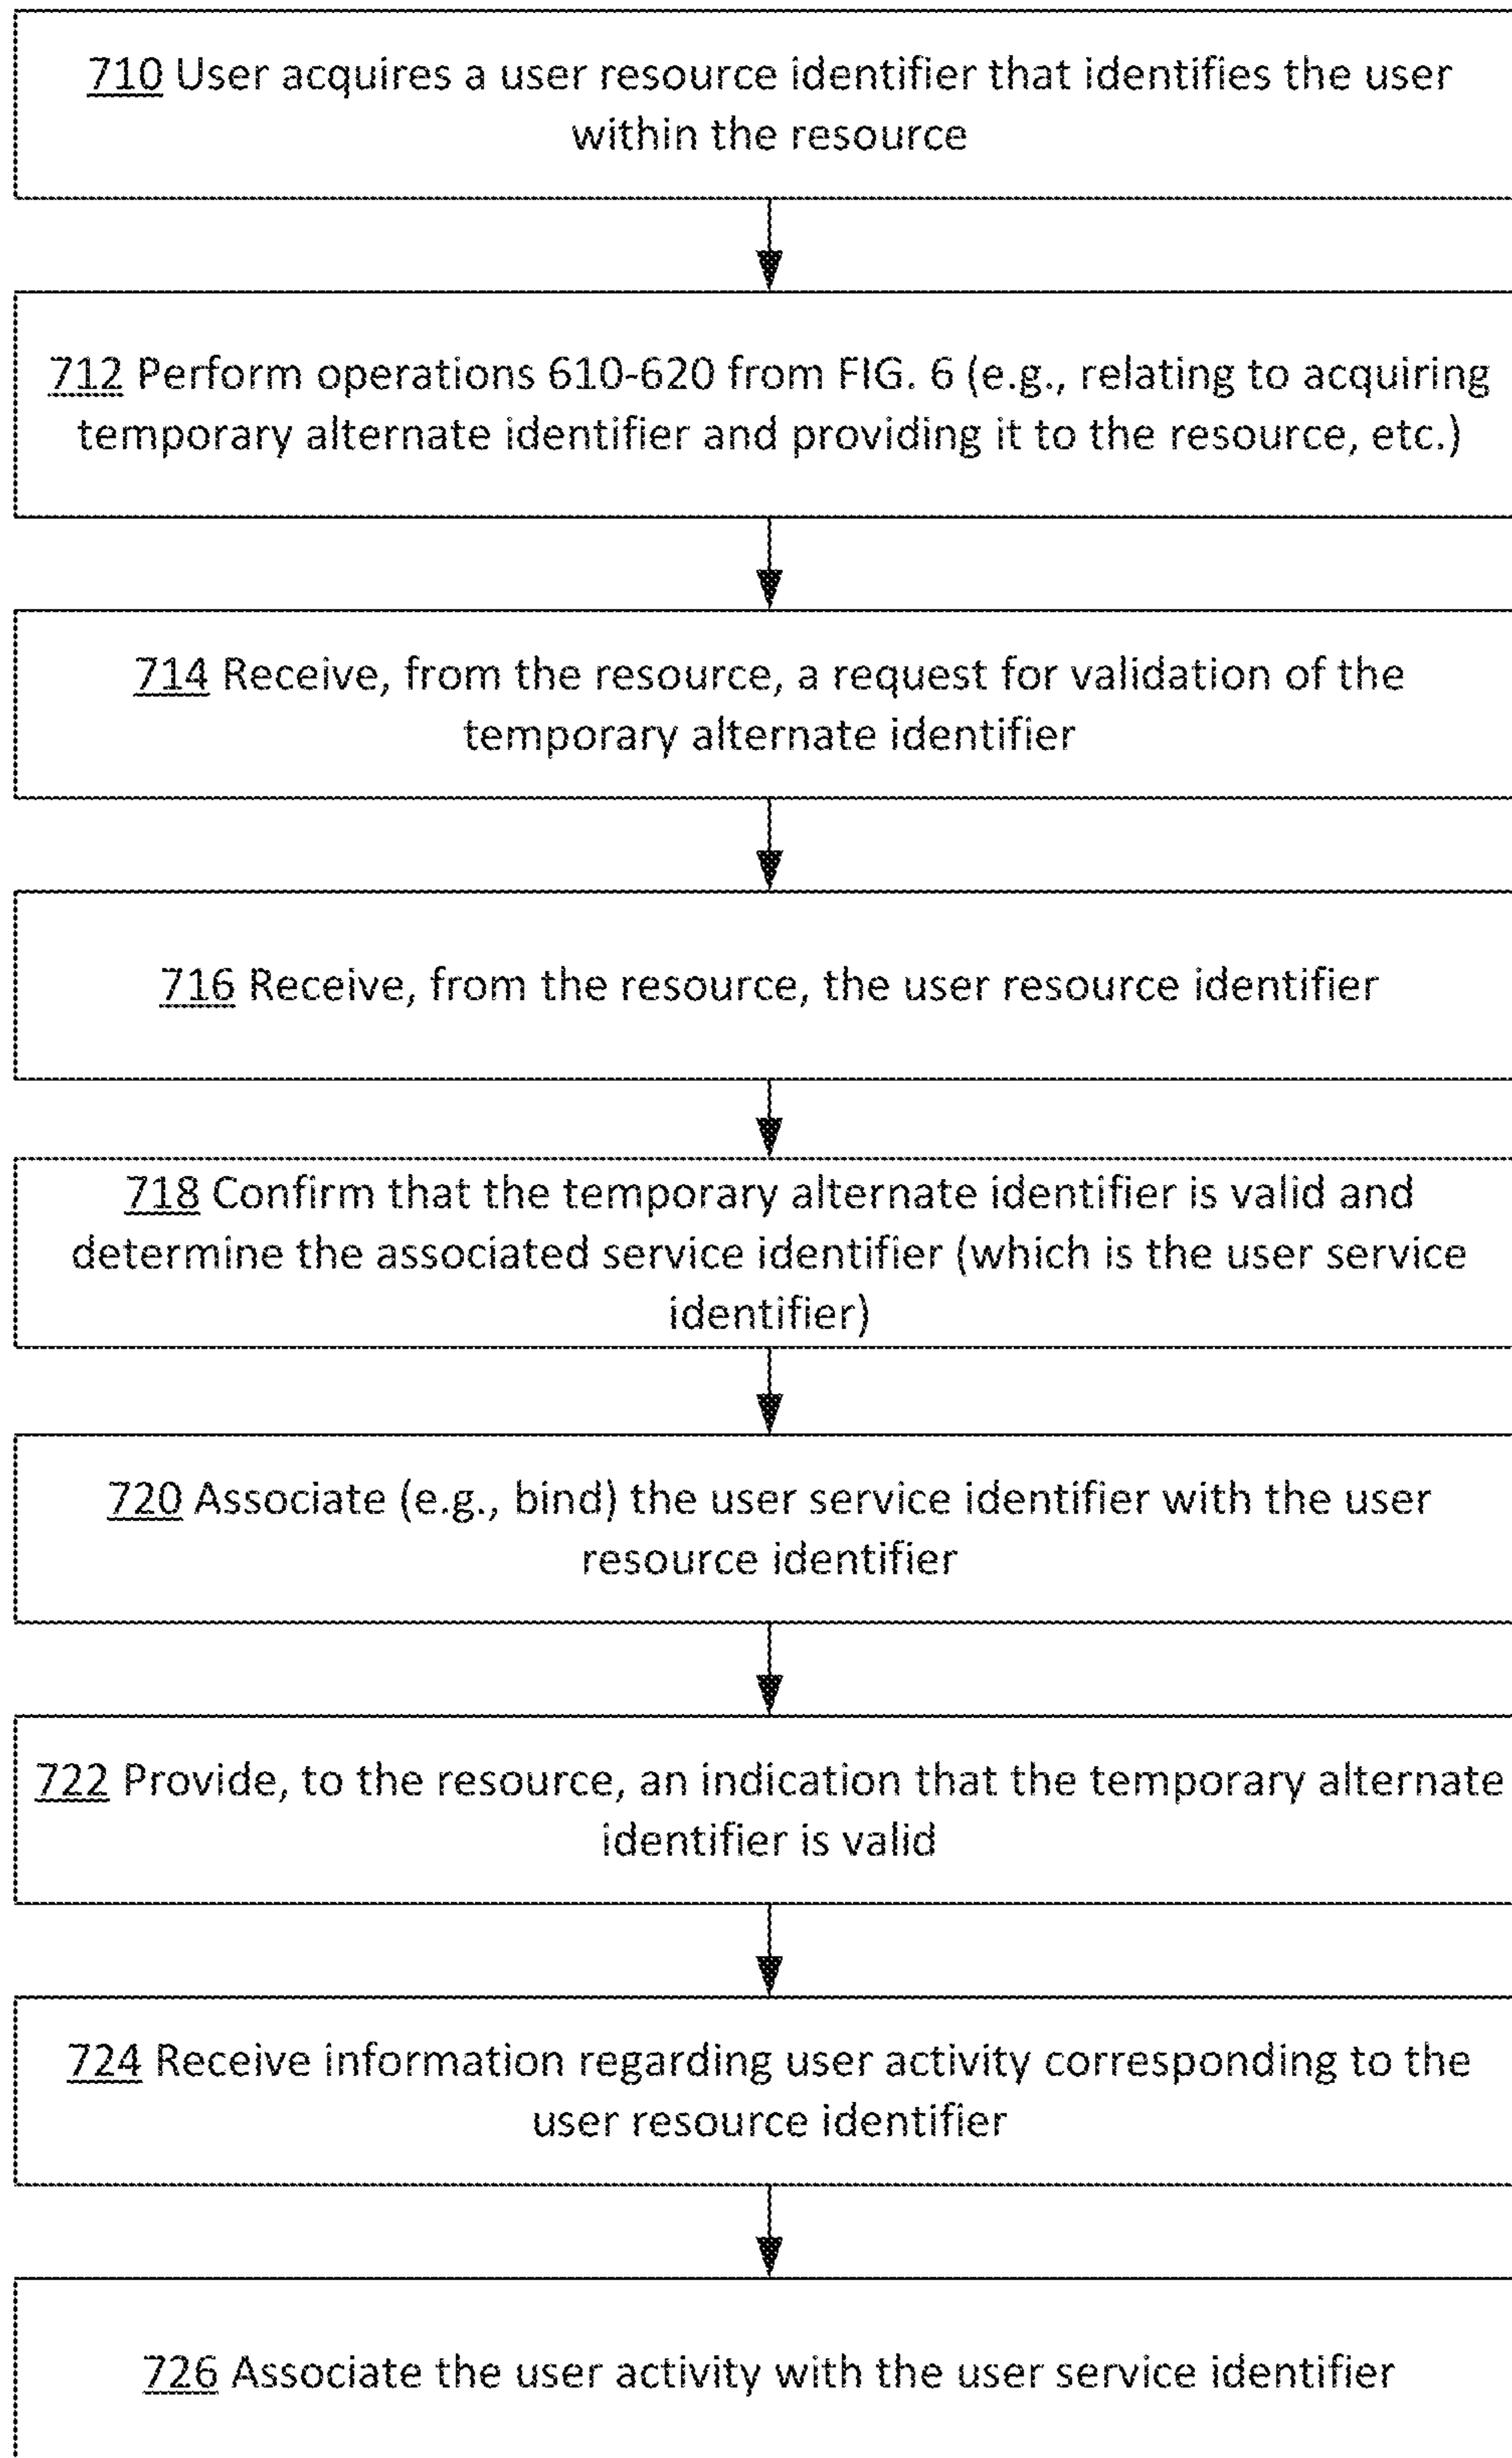 710 User acquires a user resource identifier that identifies the user
within the resource
712 Perform operations 610-620 from FIG. 6 (e.g., relating to acquiring
temporary alternate identifier and providing it to the resource, etc.)
714 Receive, from the resource, a request for validation of the
temporary alternate identifier
716 Receive, from the resource, the user resource identifier
718 Confirm that the temporary alternate identifier is valid and
determine the associated service identifier (which is the user service
identifier)
720 Associate (e.g., bind) the user service identifier with the user
resource identifier
722 Provide, to the resource, an indication that the temporary alternate
identifier is valid
724 Receive information regarding user activity corresponding to the
user resource identifier
726 Associate the user activity with the user service identifier